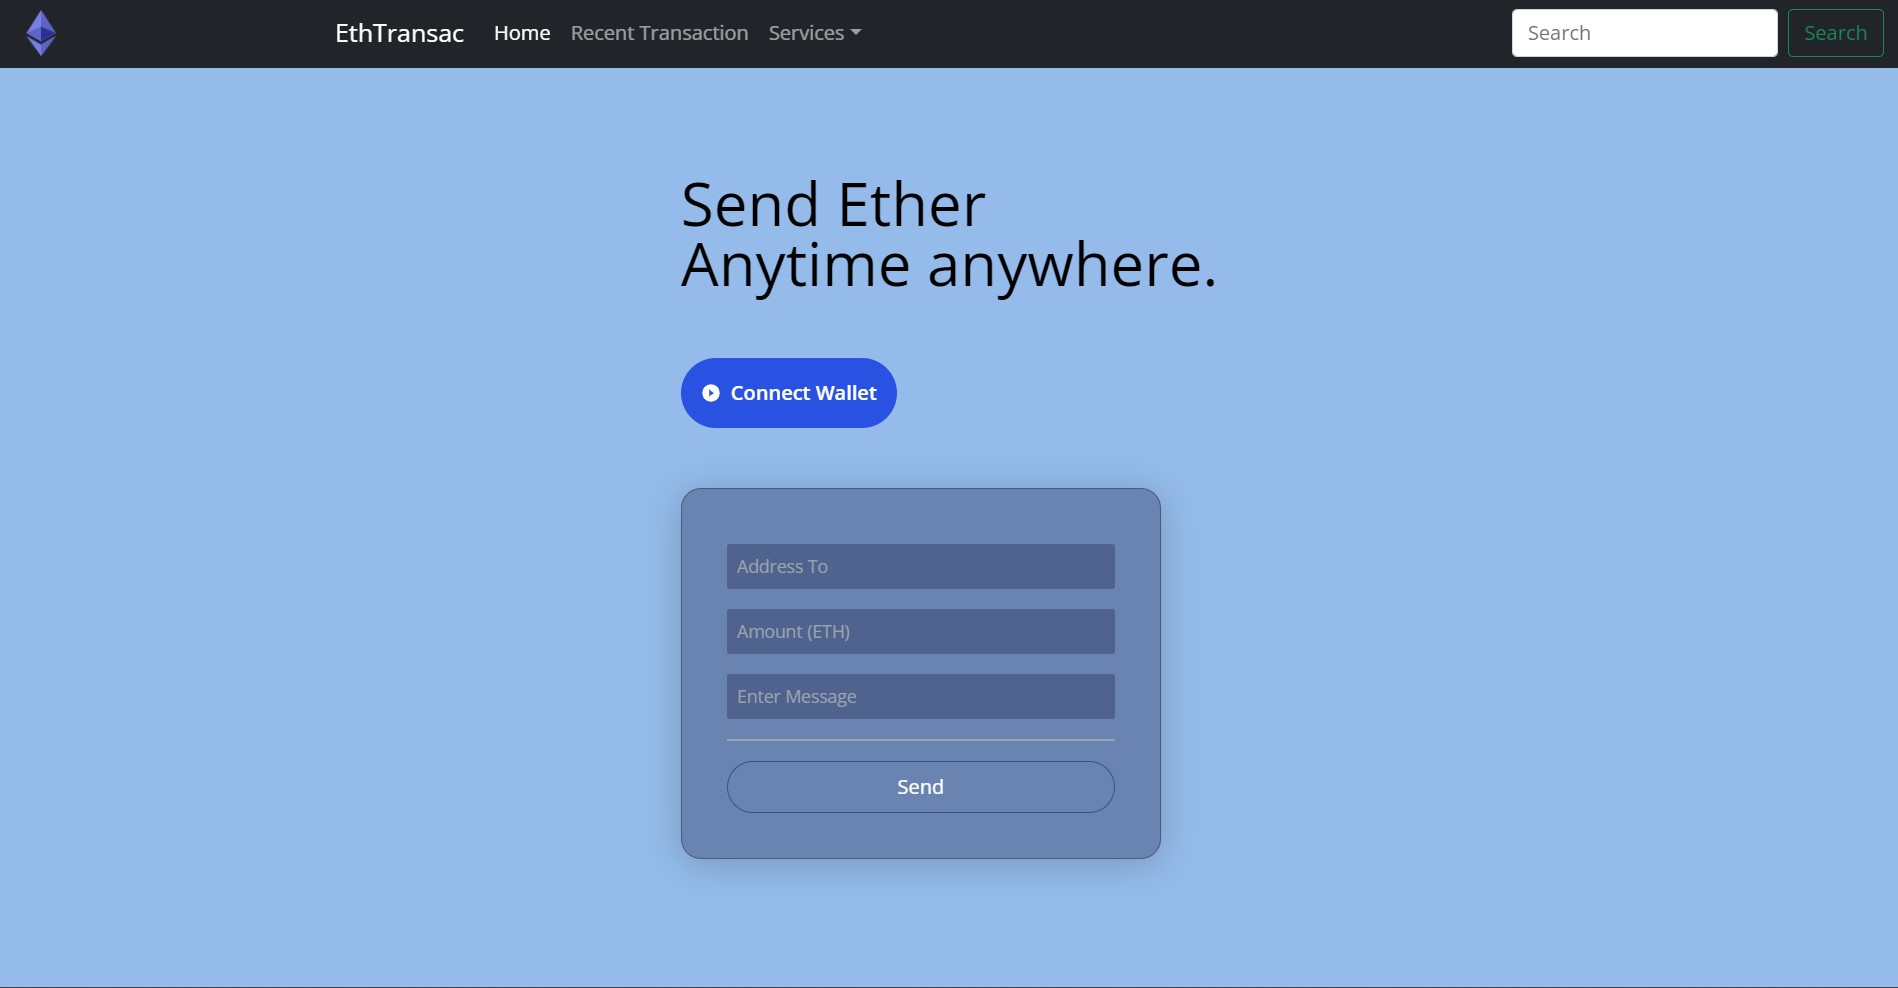 EthTransac Home Recent Transaction Services Search Search
Send Ether
Anytime anywhere.
Connect Wallet
Address To
Amount (ETH)
Enter Message
Send